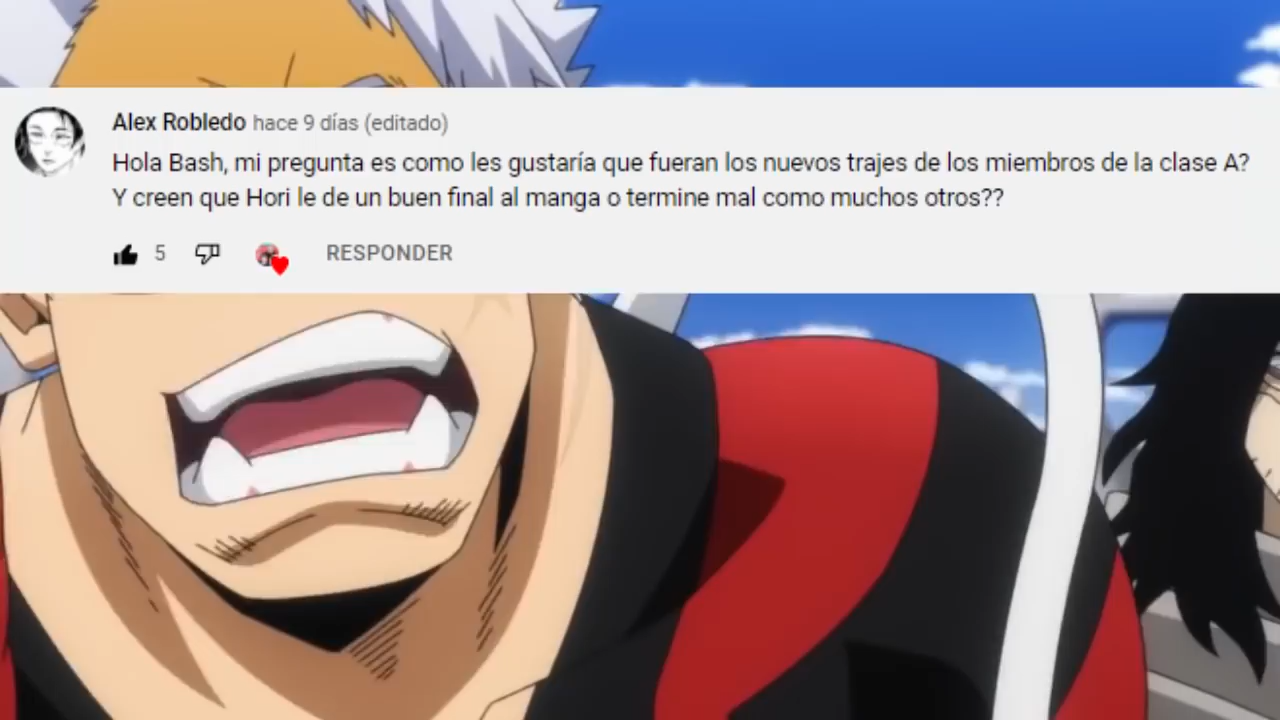 Alex Robledo hace 9 días (editado)
Hola Bash, mi pregunta es como les gustaría que fueran los nuevos trajes de los miembros de la clase A?
Y creen que Hori le de un buen final al manga o termine mal como muchos otros??
5 RESPONDER